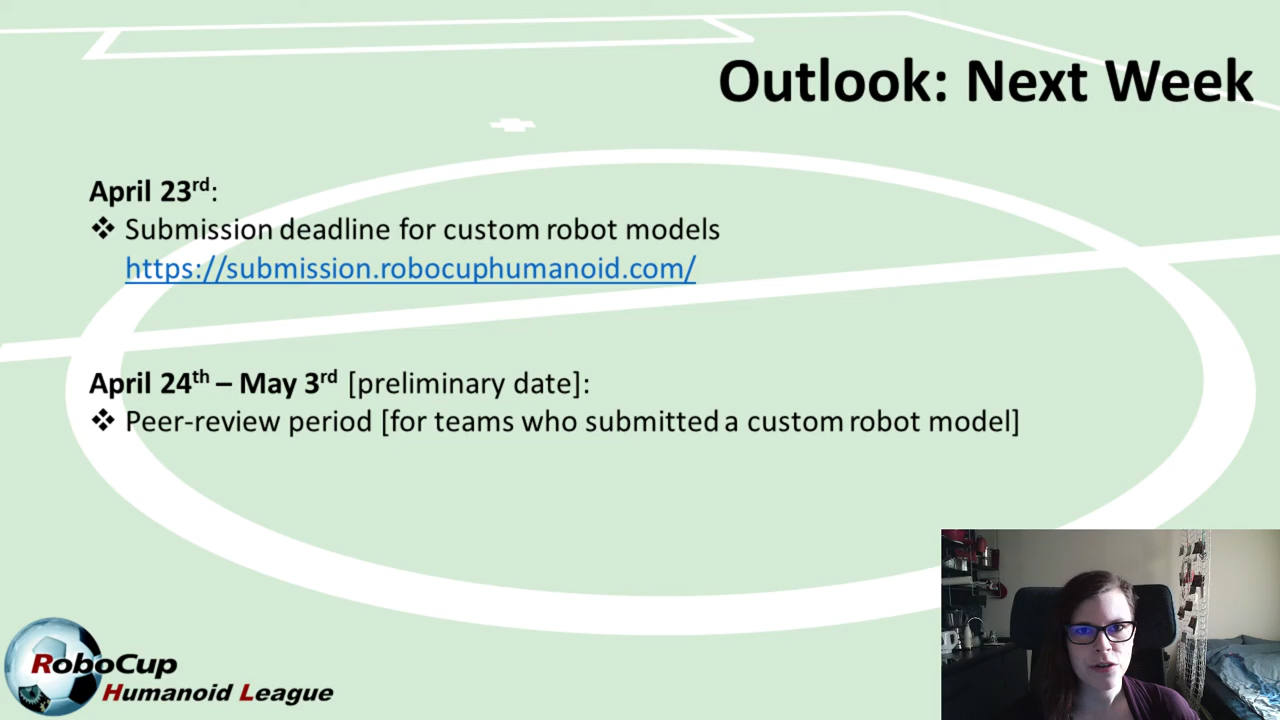 Outlook: Next Week
April 23rd:
❖ Submission deadline for custom robot models
https://submission.robocuphumanoid.com/
April 24th – May 3rd [preliminary date]:
❖ Peer-review period [for teams who submitted a custom robot model]
RoboCup
Humanoid League